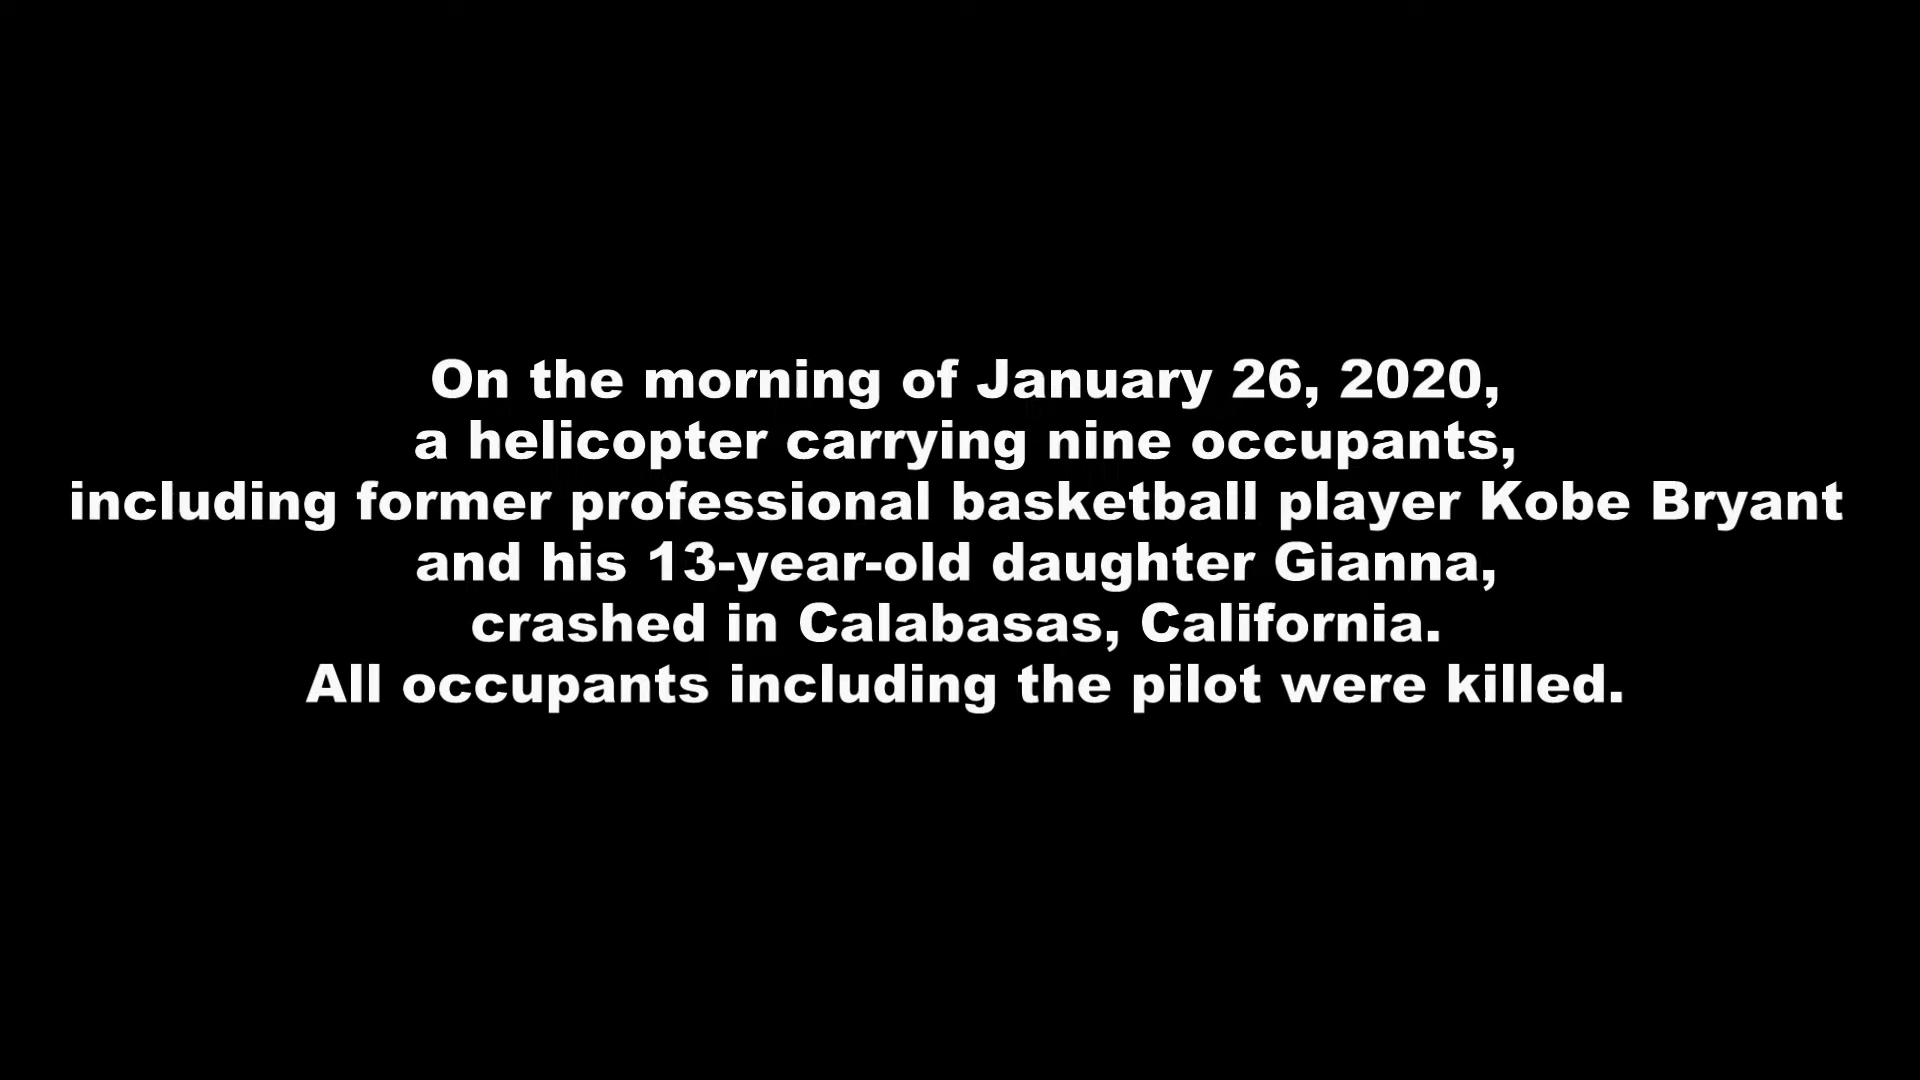 On the morning of January 26, 2020,
a helicopter carrying nine occupants,
including former professional basketball player Kobe Bryant
and his 13-year-old daughter Gianna,
crashed in Calabasas, California.
All occupants including the pilot were killed.